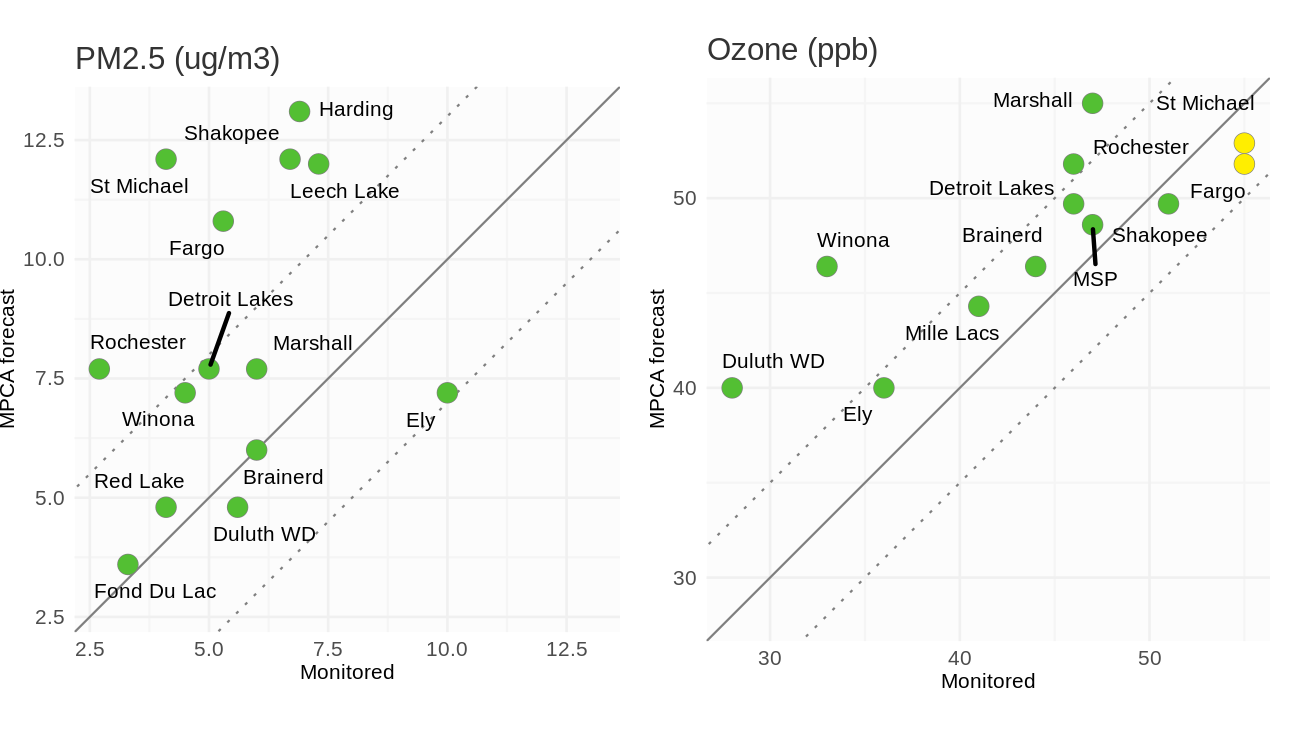 PM2.5 (ug/m3)
Harding
Shakopee
12.5
St Michael
Leech Lake
Fargo
10.0
Detroit Lakes
Rochester
Marshall
7.5
Winona
Ely
Red Lake
Brainerd
5.0
Duluth WD
Fond Du Lac
2.5
2.5 5.0 7.5 10.0 12.5
Monitored
MPCA forecast
Ozone (ppb)
Marshall
St Michael
Rochester
Detroit Lakes
Fargo
50
Winona
Brainerd
Shakopee
MSP
Mille Lacs
Duluth WD
40
Ely
30
30 40 50
Monitored
MPCA forecast